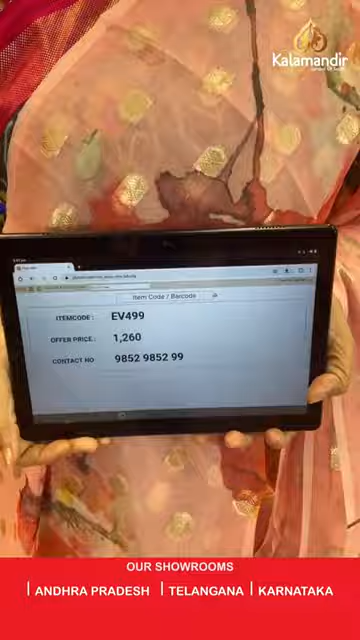 Kalamandir
Item Code / Barcode
ITEMCODE : EV499
OFFER PRICE : 1,260
CONTACT NO 9852 9852 99
OUR SHOWROOMS
| ANDHRA PRADESH | TELANGANA | KARNATAKA